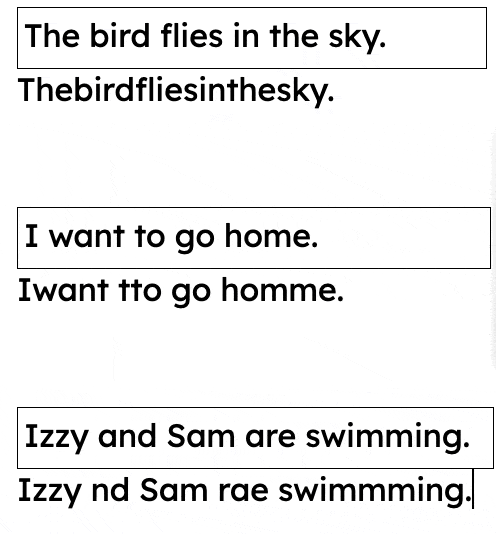 The bird flies in the sky.
Thebirdfliesinthesky.
I want to go home.
Iwant tto go homme.
Izzy and Sam are swimming.
Izzy nd Sam rae swimmming.